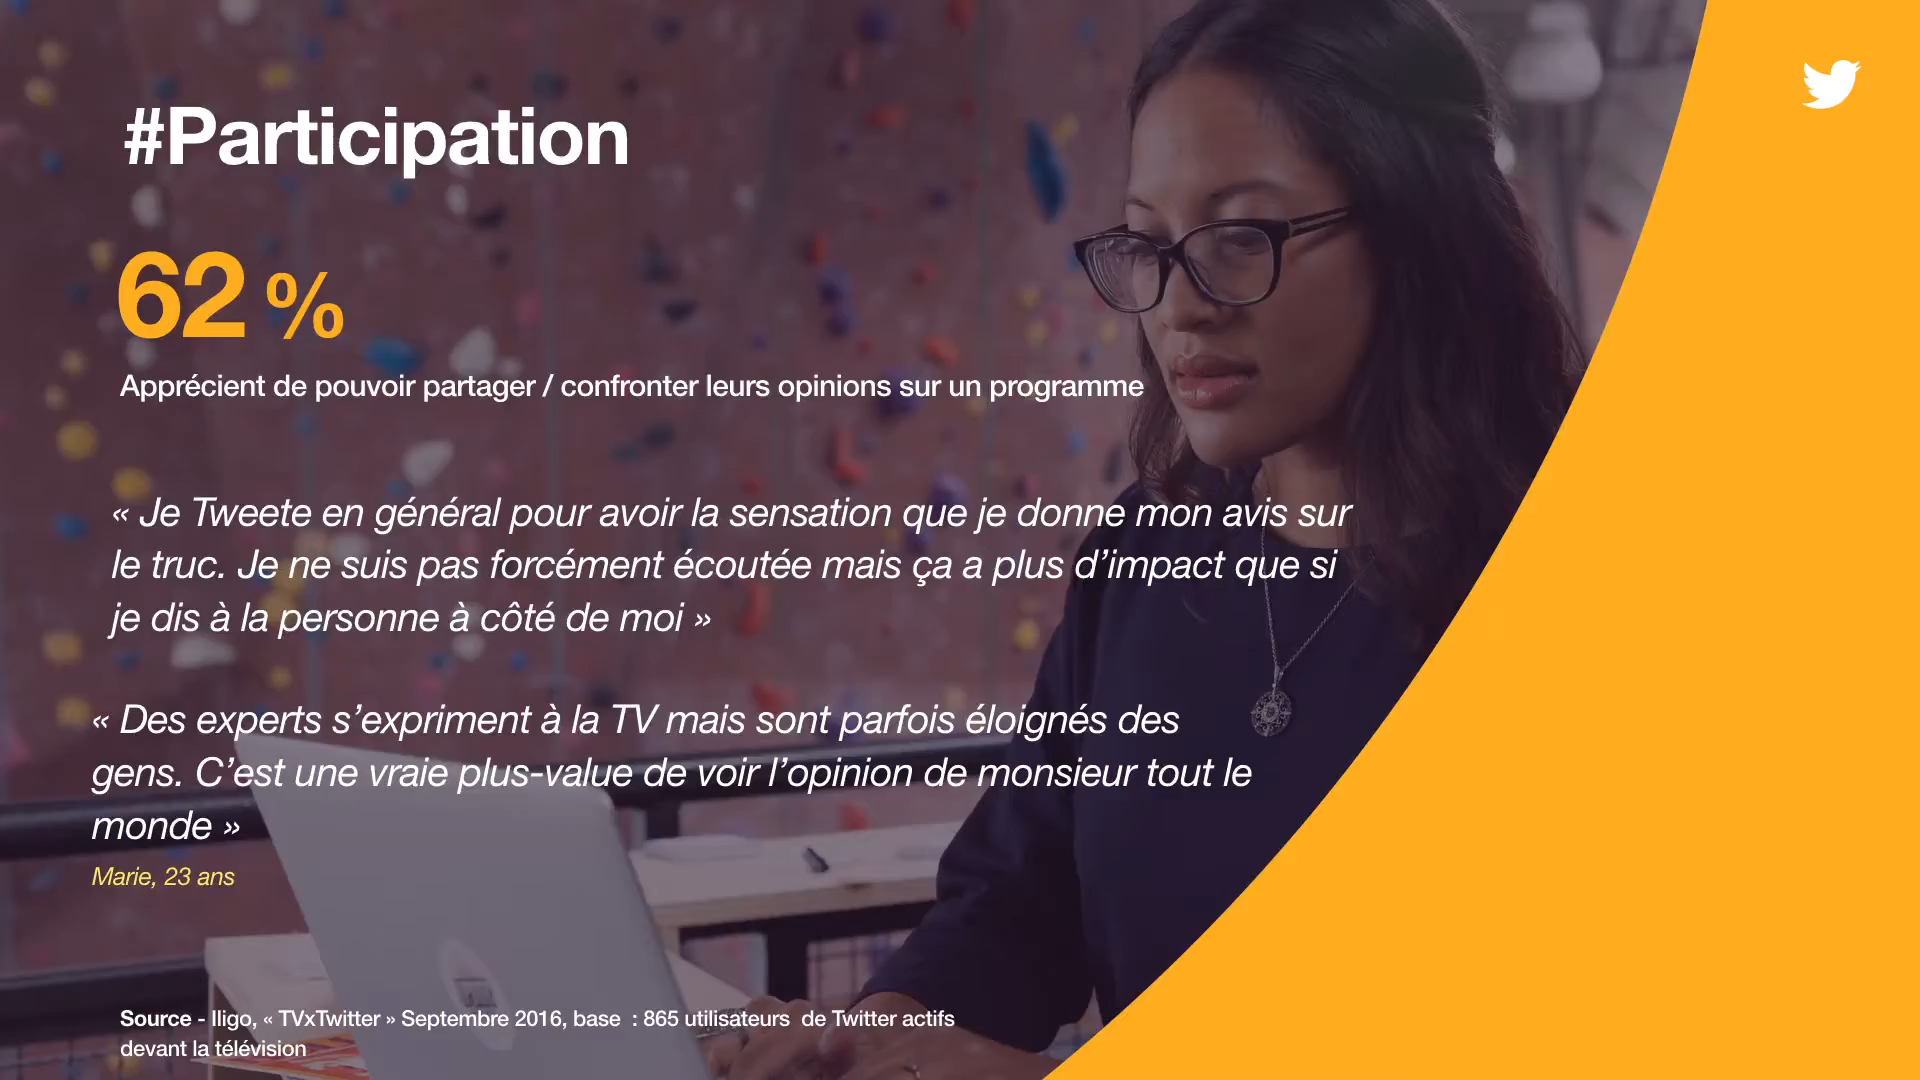 #Participation
62 %
Apprécient de pouvoir partager / confronter leurs opinions sur un programme
« Je Tweete en général pour avoir la sensation que je donne mon avis sur
le truc. Je ne suis pas forcément écoutée mais ça a plus d’impact que si
je dis à la personne à côté de moi »
« Des experts s’expriment à la TV mais sont parfois éloignés des
gens. C’est une vraie plus-value de voir l’opinion de monsieur tout le
monde »
Marie, 23 ans
Source - Iligo, « TVxTwitter » Septembre 2016, base  : 865 utilisateurs  de Twitter actifs
devant la télévision